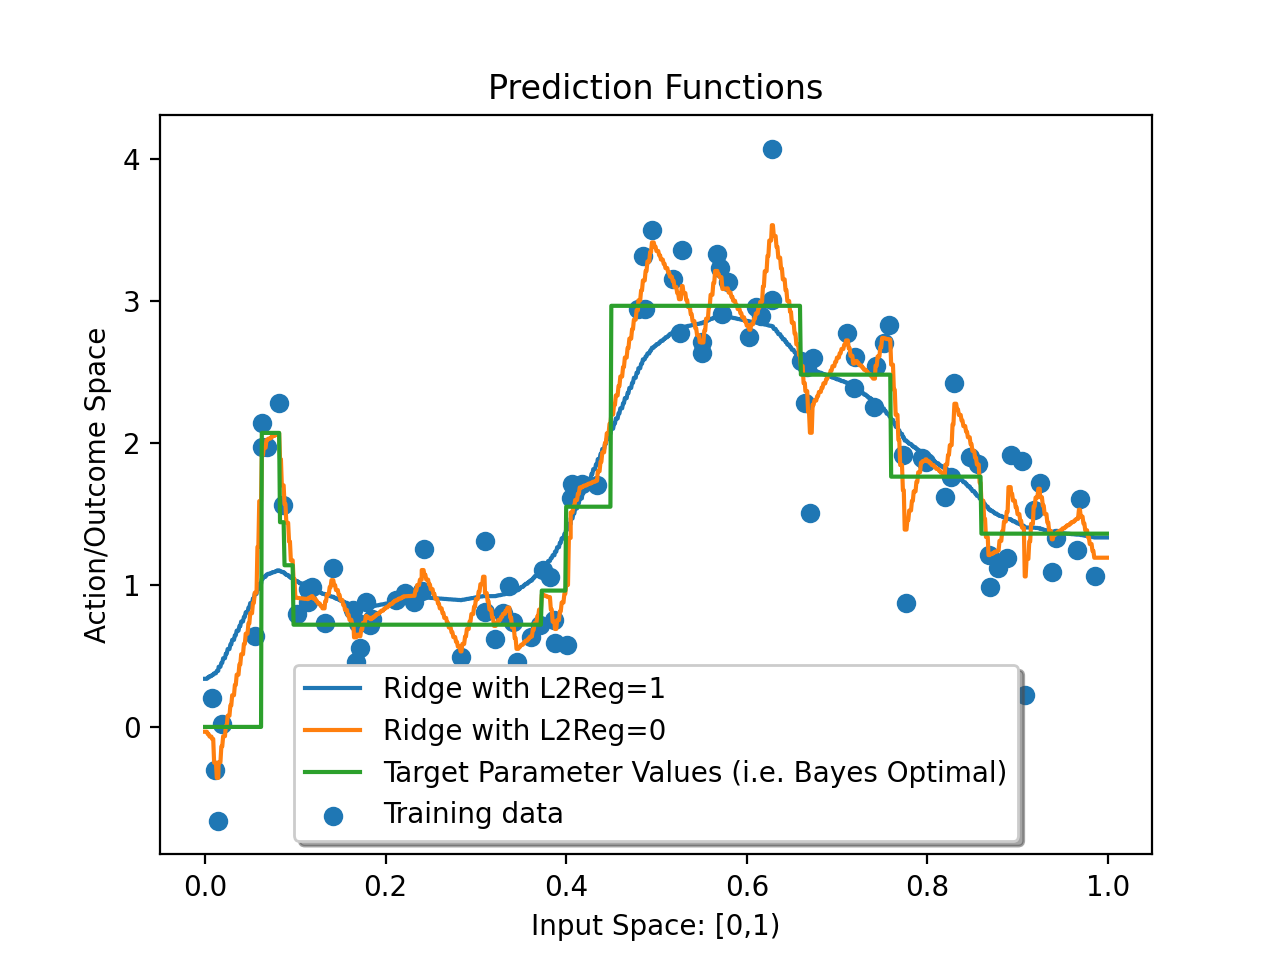 Prediction Functions
Action/Outcome Space
4
3
2
1
0
Ridge with L2Reg=1
Ridge with L2Reg=0
Target Parameter Values (i.e. Bayes Optimal)
Training data
0.0 0.2 0.4 0.6 0.8 1.0
Input Space: [0,1)